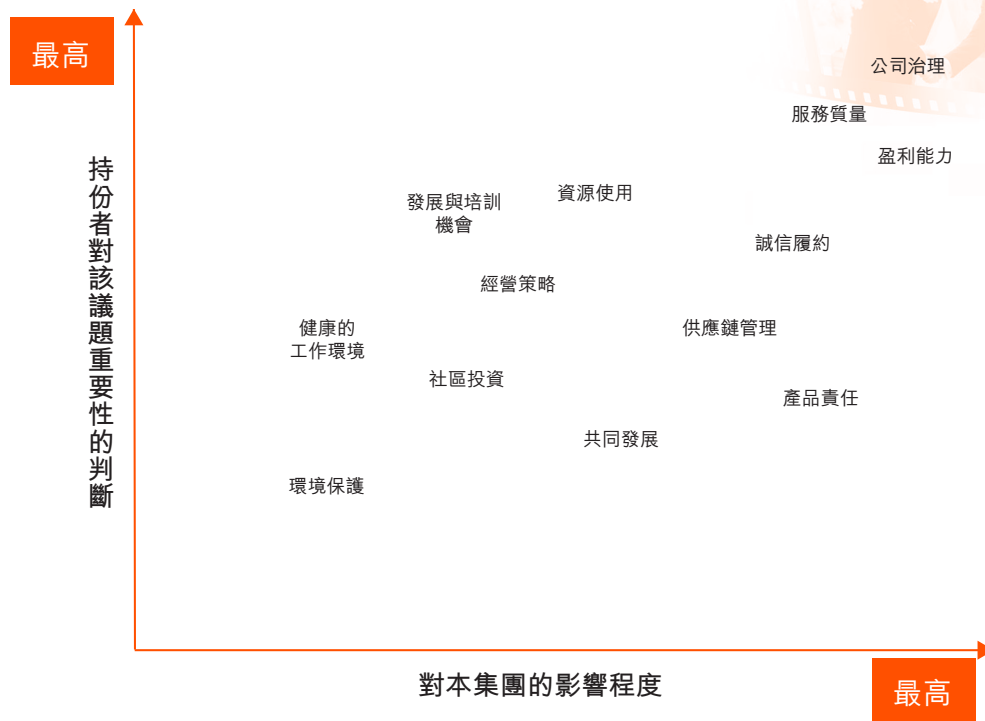 最高
公司治理
服務質量
盈利能力
持份者對該議題重要性的判斷
發展與培訓
機會
資源使用
誠信履約
經營策略
健康的
工作環境
供應鏈管理
社區投資
產品責任
共同發展
環境保護
對本集團的影響程度
最高